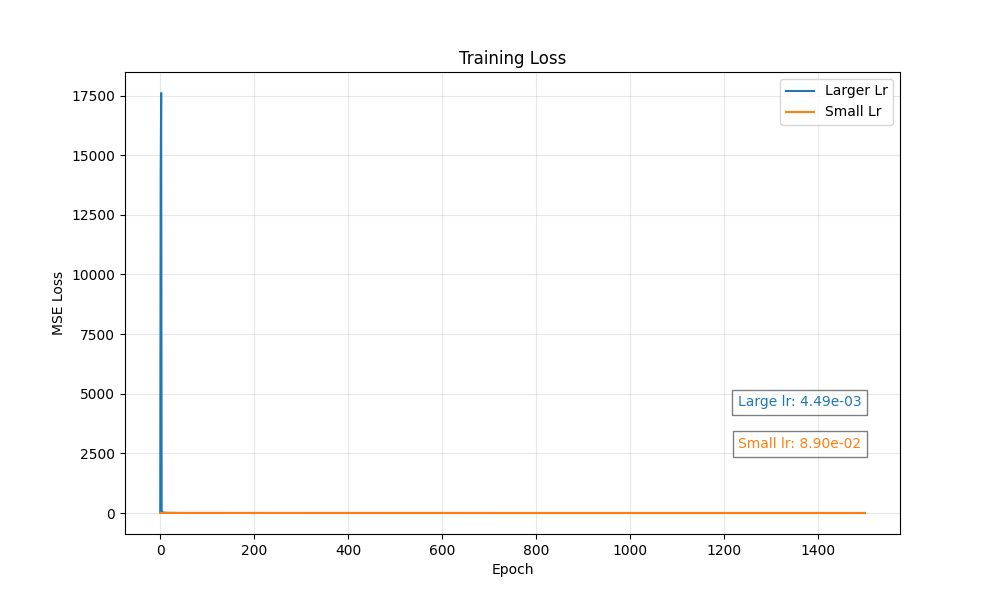 Training Loss
Larger Lr
Small Lr
17500
15000
12500
10000
7500
5000
2500
0
MSE Loss
Large lr: 4.49e-03
Small lr: 8.90e-02
0 200 400 600 800 1000 1200 1400
Epoch